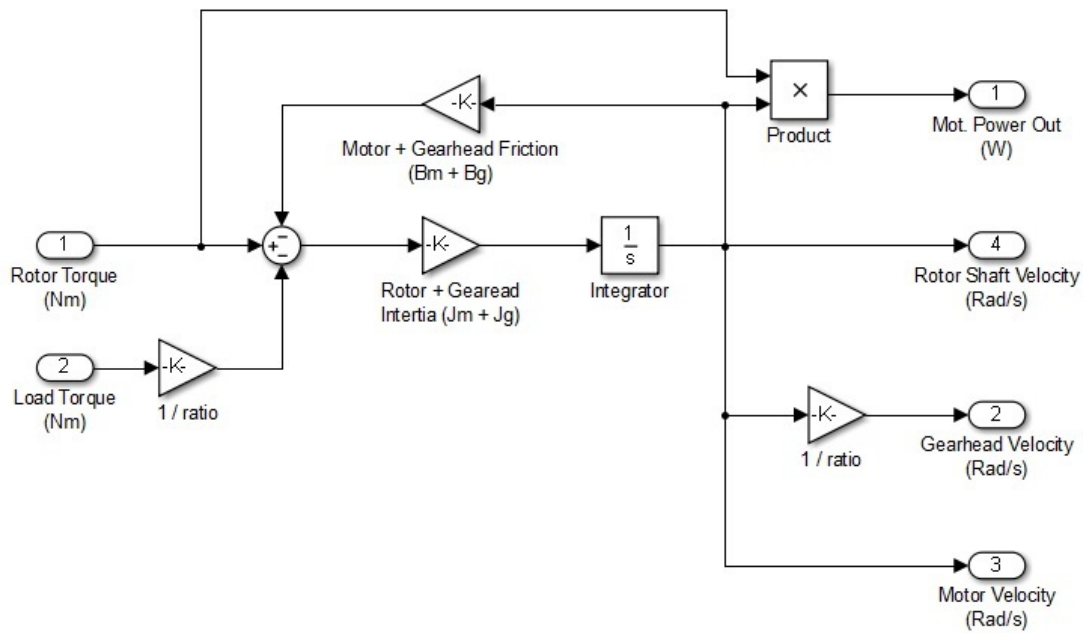 ×
Product
1
Mot. Power Out
(W)
-K-
Motor + Gearhead Friction
(Bm + Bg)
1
Rotor Torque
(Nm)
+
−
−
-K-
Rotor + Gearead
Intertia (Jm + Jg)
1
s
Integrator
4
Rotor Shaft Velocity
(Rad/s)
2
Load Torque
(Nm)
-K-
1 / ratio
-K-
1 / ratio
2
Gearhead Velocity
(Rad/s)
3
Motor Velocity
(Rad/s)